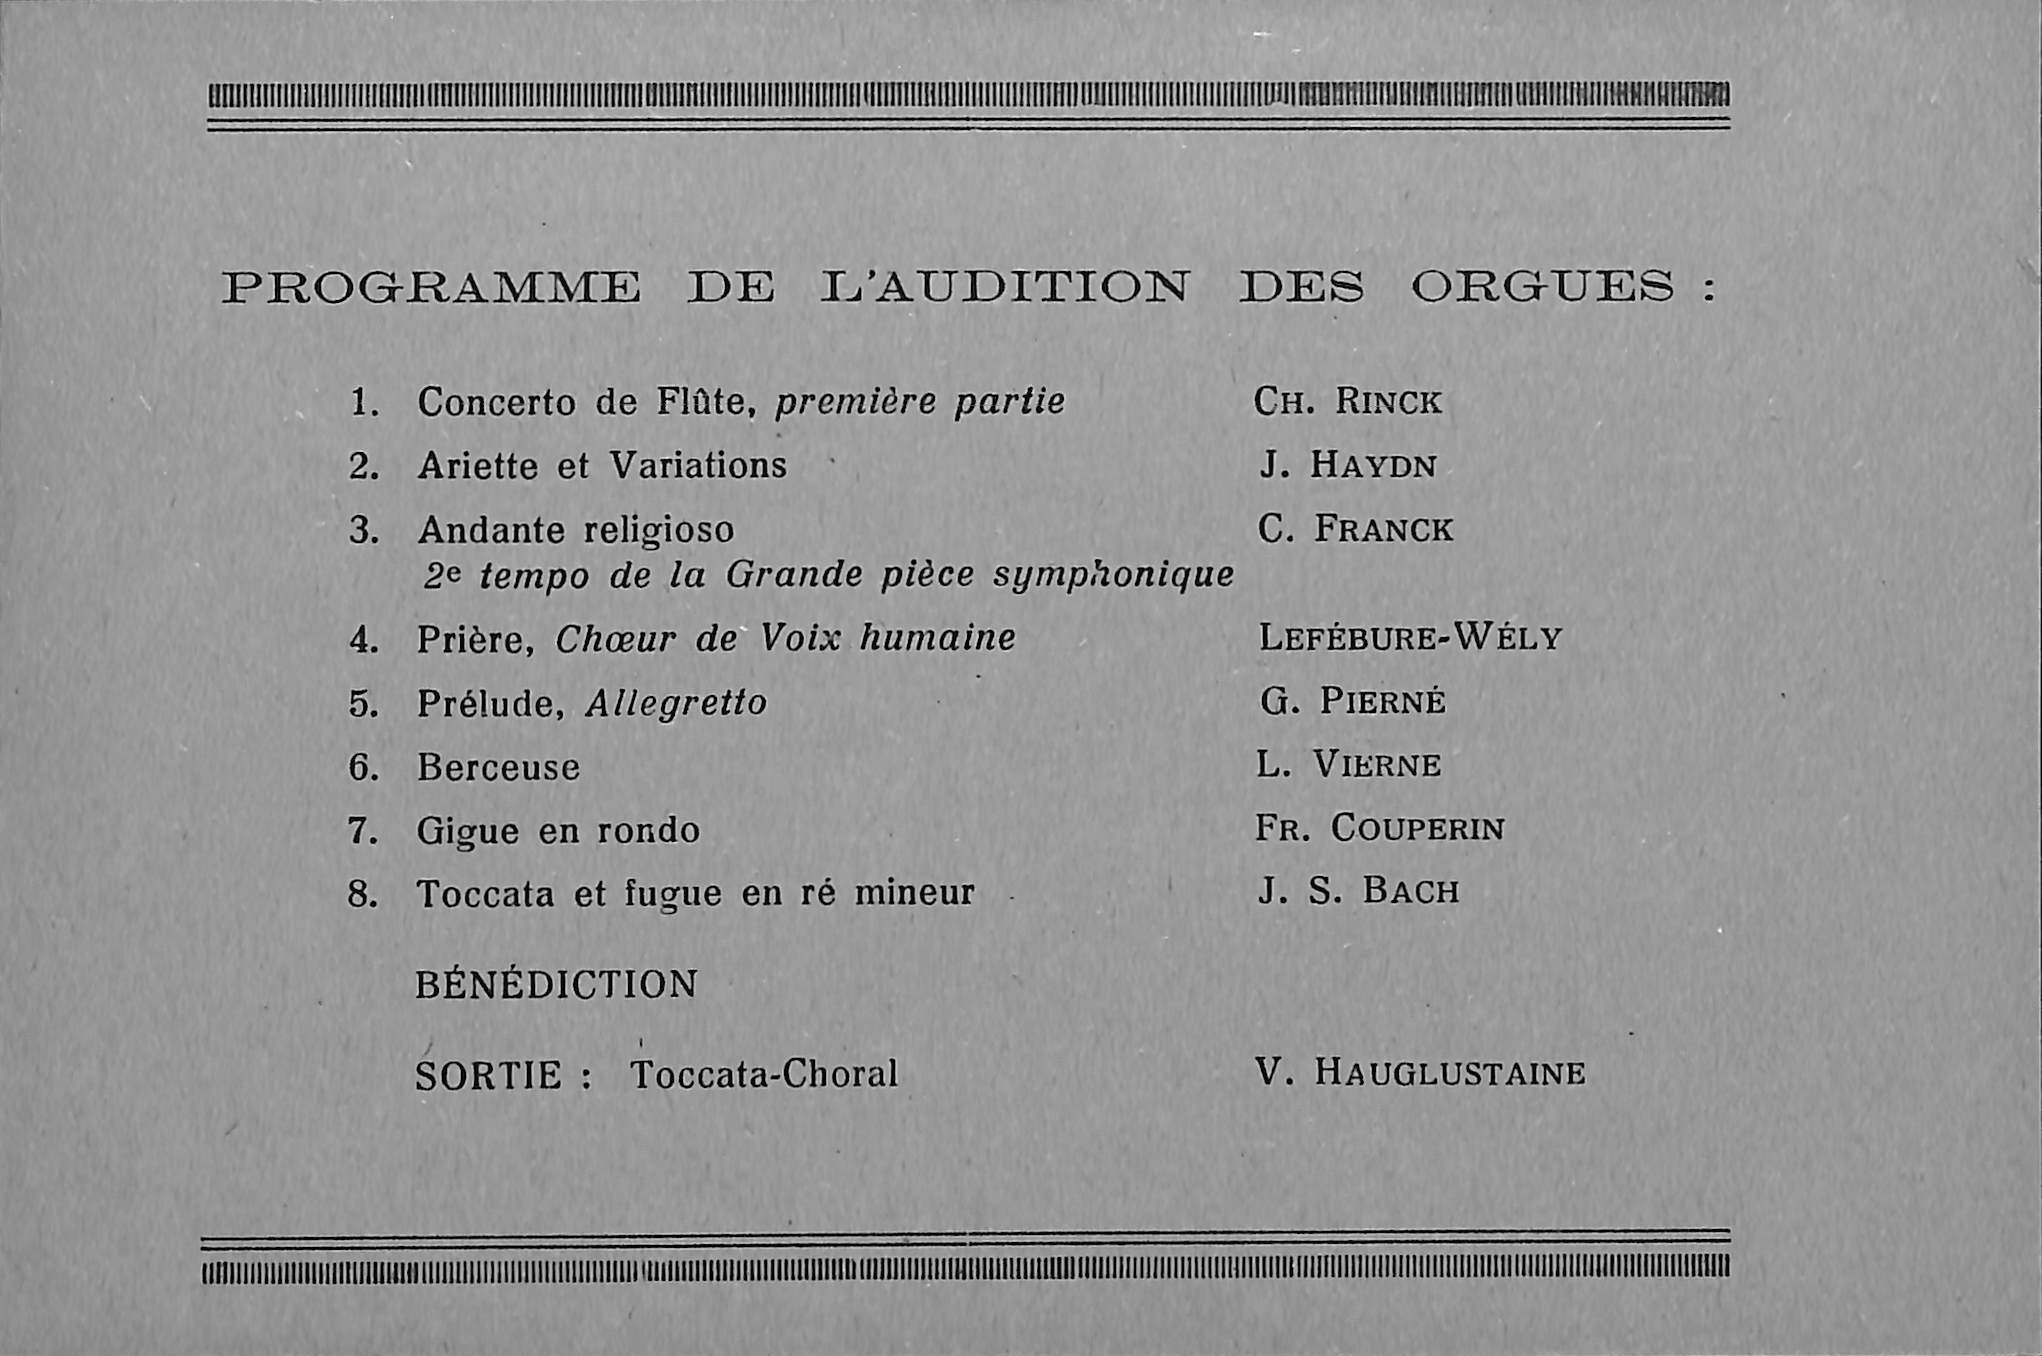 PROGRAMME DE L'AUDITION DES ORGUES :
1. Concerto de Flûte, première partie CH. RINCK
2. Ariette et Variations J. HAYDN
3. Andante religioso C. FRANCK
2e tempo de la Grande pièce symphonique
4. Prière, Chœur de Voix humaine LEFÉBURE-WÉLY
5. Prélude, Allegretto G. PIERNÉ
6. Berceuse L. VIERNE
7. Gigue en rondo FR. COUPERIN
8. Toccata et fugue en ré mineur J. S. BACH
BÉNÉDICTION
SORTIE : Toccata-Choral V. HAUGLUSTAINE